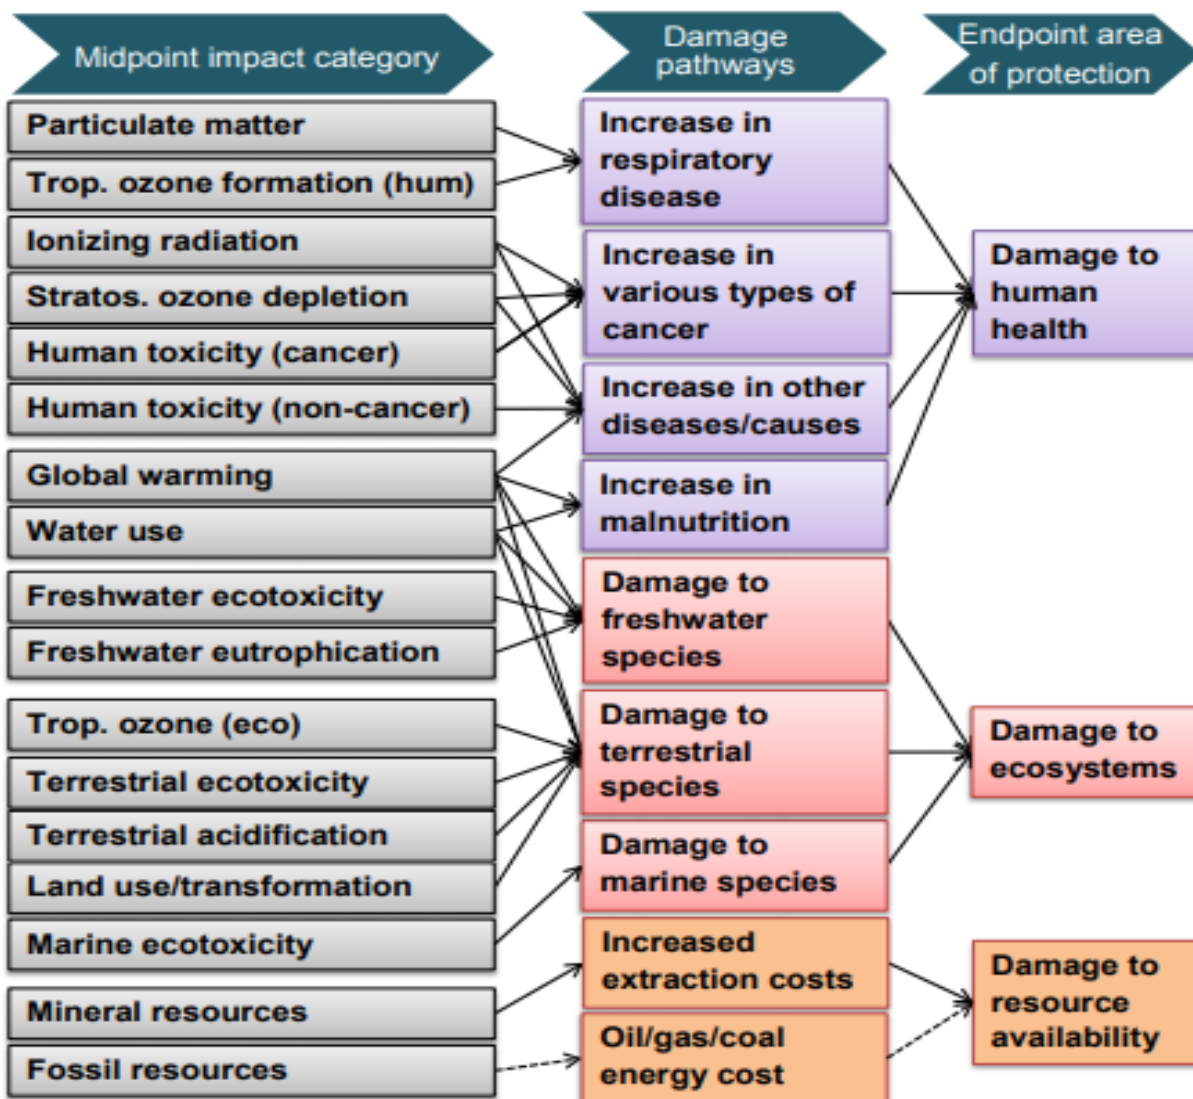 Midpoint impact category
Damage
pathways
Endpoint area
of protection
Particulate matter
Trop. ozone formation (hum)
Ionizing radiation
Stratos. ozone depletion
Human toxicity (cancer)
Human toxicity (non-cancer)
Global warming
Water use
Freshwater ecotoxicity
Freshwater eutrophication
Trop. ozone (eco)
Terrestrial ecotoxicity
Terrestrial acidification
Land use/transformation
Marine ecotoxicity
Mineral resources
Fossil resources
Increase in
respiratory
disease
Increase in
various types of
cancer
Increase in other
diseases/causes
Increase in
malnutrition
Damage to
freshwater
species
Damage to
terrestrial
species
Damage to
marine species
Increased
extraction costs
Oil/gas/coal
energy cost
Damage to
human
health
Damage to
ecosystems
Damage to
resource
availability